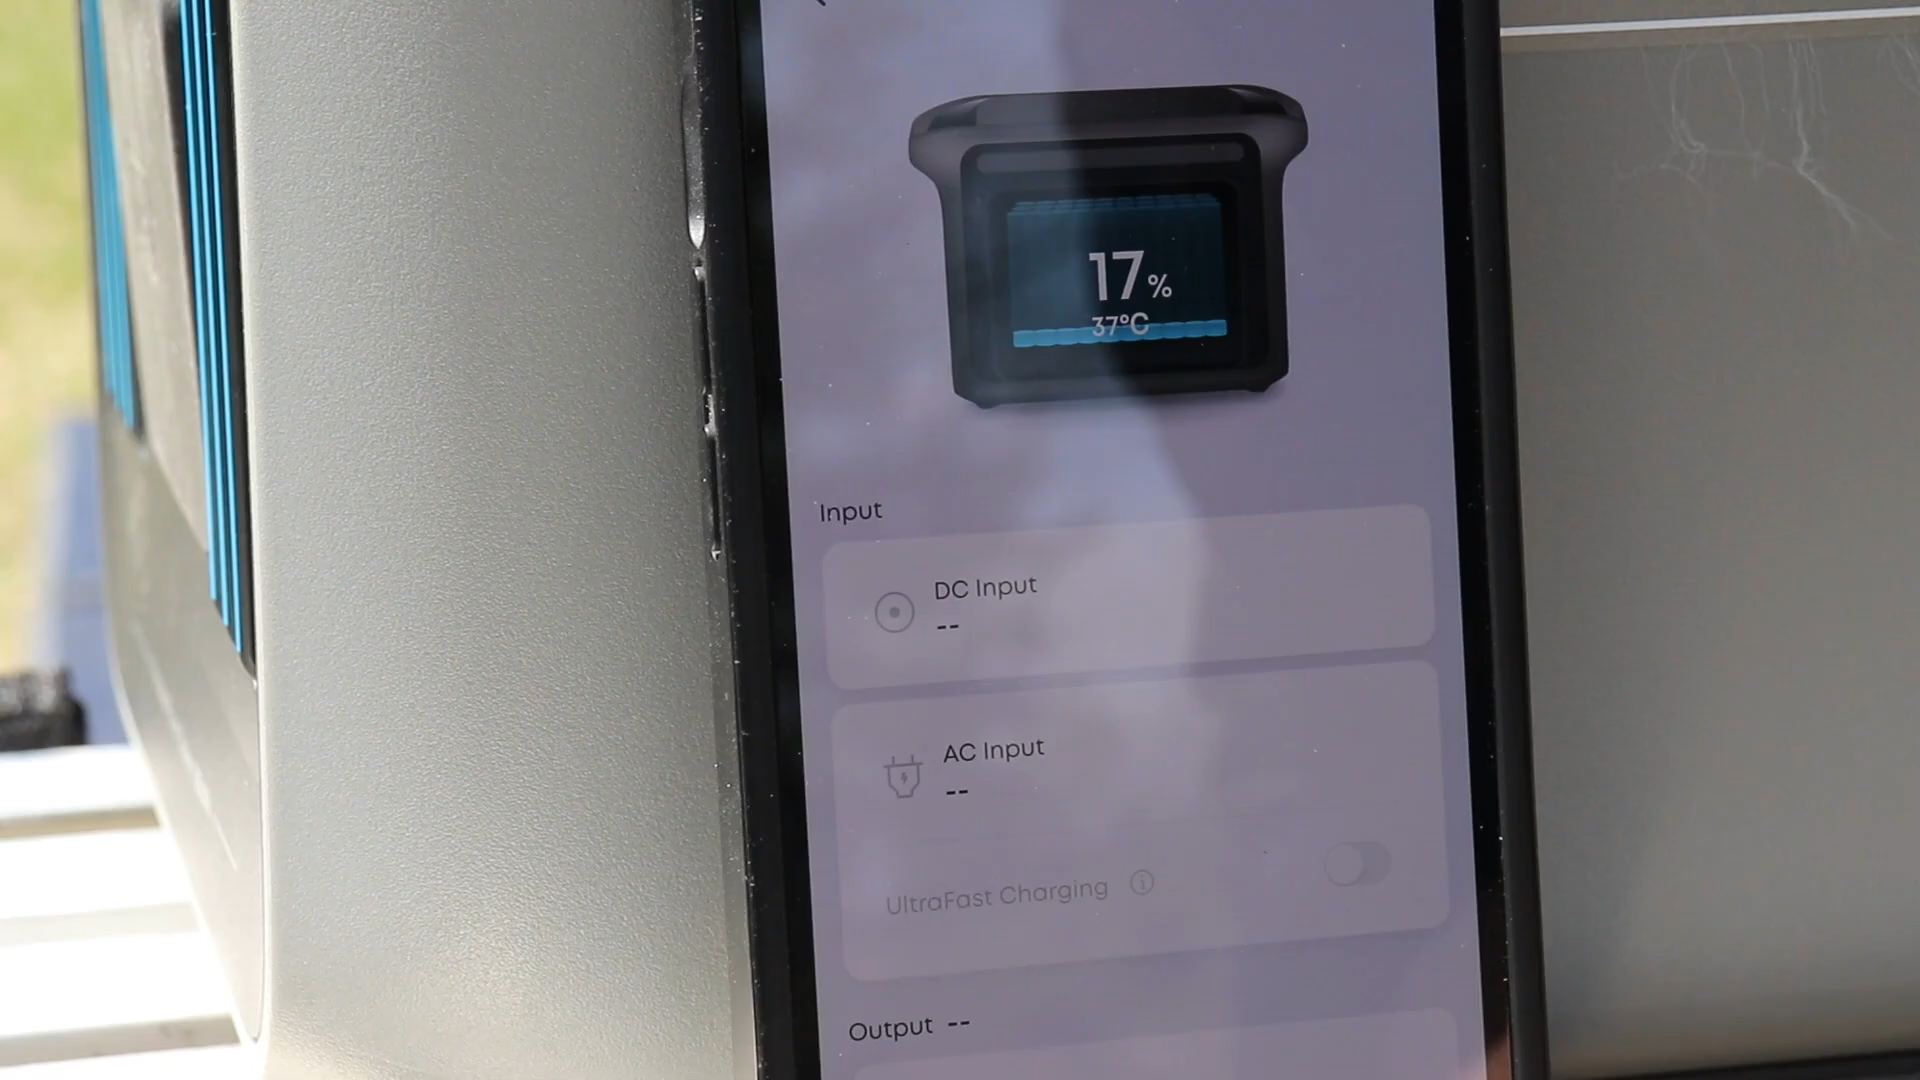 17%
37°C
Input
DC Input
--
AC Input
--
UltraFast Charging
Output --